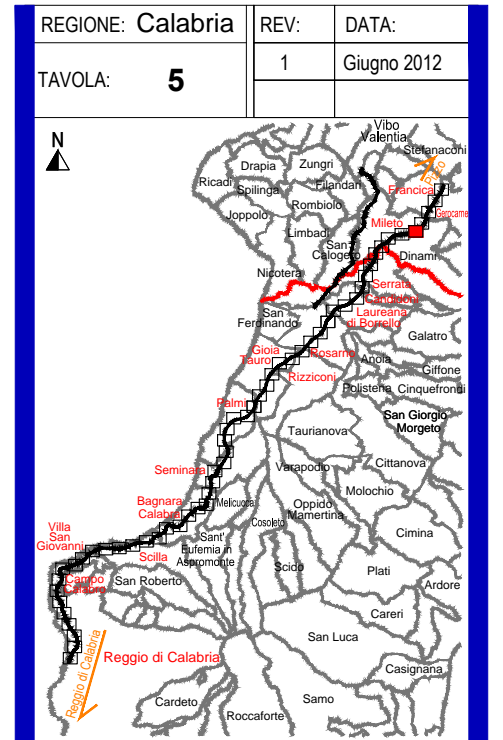 REGIONE: Calabria
REV:
DATA:
TAVOLA: 5
1
Giugno 2012
N
Vibo
Valentia
Stefanaconi
Pizzo
Drapia
Zungri
Ricadi
Spilinga
Filandari
Francica
Rombiolo
Joppolo
Gerocarne
Mileto
Limbadi
San
Calogero
Dinami
Nicotera
Serrata
Candidoni
San
Ferdinando
Laureana
di Borrello
Galatro
Gioia
Tauro
Rosarno
Anoia
Giffone
Rizziconi
Polistena
Cinquefrondi
Palmi
San Giorgio
Morgeto
Taurianova
Seminara
Varapodio
Cittanova
Molochio
Bagnara
Calabra
Melicucca
Oppido
Mamertina
Cosoleto
Villa
San
Giovanni
Sant'
Eufemia in
Aspromonte
Cimina
Scilla
Scido
Plati
Campo
Calabro
San Roberto
Ardore
Careri
San Luca
Reggio di Calabria
Reggio di Calabria
Casignana
Cardeto
Samo
Roccaforte